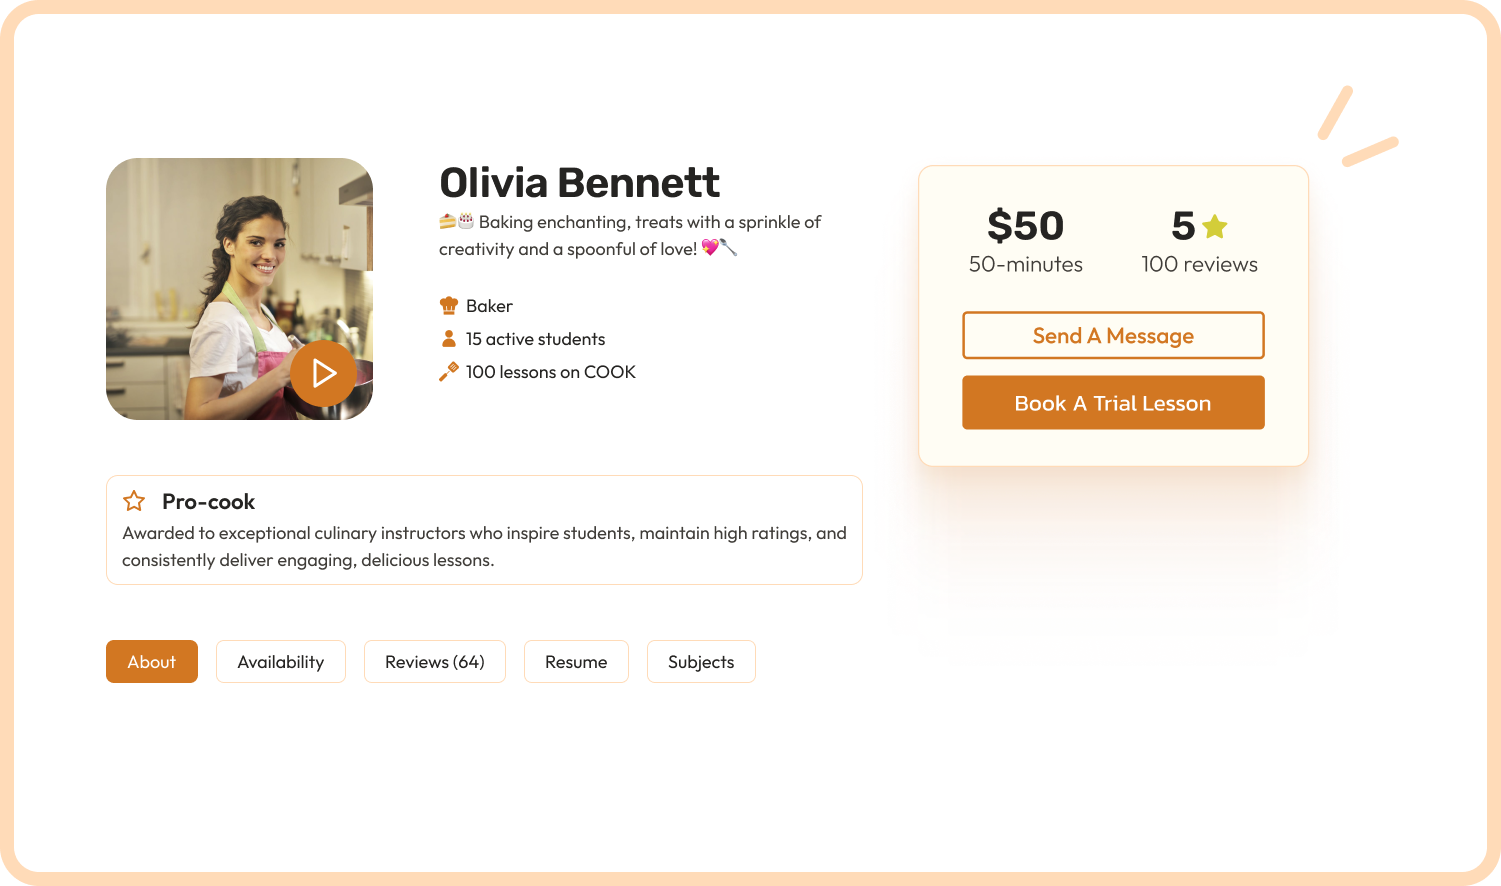 Olivia Bennett
🍰🎂 Baking enchanting, treats with a sprinkle of
creativity and a spoonful of love! 💖🥄
Baker
15 active students
100 lessons on COOK
$50
50-minutes
5
100 reviews
Send A Message
Book A Trial Lesson
Pro-cook
Awarded to exceptional culinary instructors who inspire students, maintain high ratings, and
consistently deliver engaging, delicious lessons.
About
Availability
Reviews (64)
Resume
Subjects